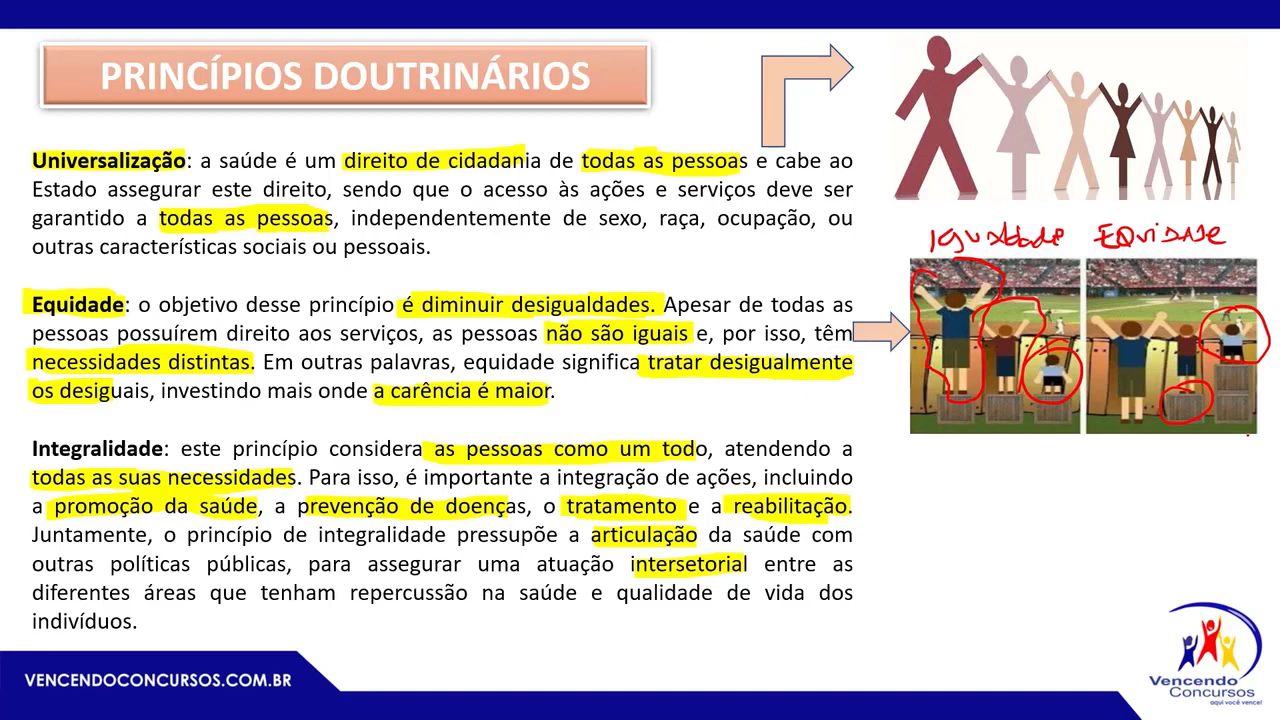 PRINCÍPIOS DOUTRINÁRIOS
Universalização: a saúde é um direito de cidadania de todas as pessoas e cabe ao
Estado assegurar este direito, sendo que o acesso às ações e serviços deve ser
garantido a todas as pessoas, independentemente de sexo, raça, ocupação, ou
outras características sociais ou pessoais.
Igualdade EQUIDADE
Equidade: o objetivo desse princípio é diminuir desigualdades. Apesar de todas as
pessoas possuírem direito aos serviços, as pessoas não são iguais e, por isso, têm
necessidades distintas. Em outras palavras, equidade significa tratar desigualmente
os desiguais, investindo mais onde a carência é maior.
Integralidade: este princípio considera as pessoas como um todo, atendendo a
todas as suas necessidades. Para isso, é importante a integração de ações, incluindo
a promoção da saúde, a prevenção de doenças, o tratamento e a reabilitação.
Juntamente, o princípio de integralidade pressupõe a articulação da saúde com
outras políticas públicas, para assegurar uma atuação intersetorial entre as
diferentes áreas que tenham repercussão na saúde e qualidade de vida dos
indivíduos.
VENCENDOCONCURSOS.COM.BR
Vencendo
Concursos
aqui você vence!